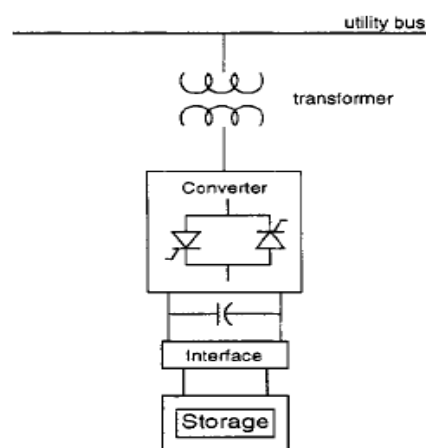 utility bus
transformer
Converter
Interface
Storage